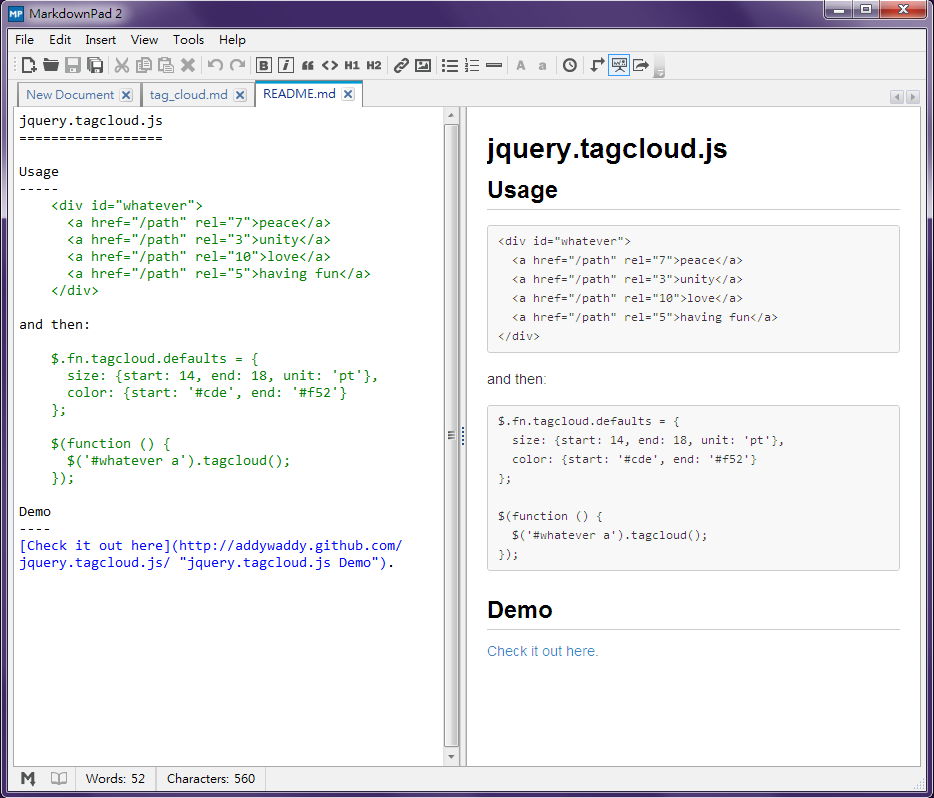 MarkdownPad 2
File Edit Insert View Tools Help
B i “ <> H1 H2 A a
New Document tag_cloud.md README.md
jquery.tagcloud.js
==================
Usage
-----
    <div id="whatever">
      <a href="/path" rel="7">peace</a>
      <a href="/path" rel="3">unity</a>
      <a href="/path" rel="10">love</a>
      <a href="/path" rel="5">having fun</a>
    </div>
and then:
    $.fn.tagcloud.defaults = {
      size: {start: 14, end: 18, unit: 'pt'},
      color: {start: '#cde', end: '#f52'}
    };
    $(function () {
      $('#whatever a').tagcloud();
    });
Demo
----
[Check it out here](http://addywaddy.github.com/
jquery.tagcloud.js/ "jquery.tagcloud.js Demo").
jquery.tagcloud.js
Usage
<div id="whatever">
  <a href="/path" rel="7">peace</a>
  <a href="/path" rel="3">unity</a>
  <a href="/path" rel="10">love</a>
  <a href="/path" rel="5">having fun</a>
</div>
and then:
$.fn.tagcloud.defaults = {
  size: {start: 14, end: 18, unit: 'pt'},
  color: {start: '#cde', end: '#f52'}
};
$(function () {
  $('#whatever a').tagcloud();
});
Demo
Check it out here.
Words: 52 Characters: 560